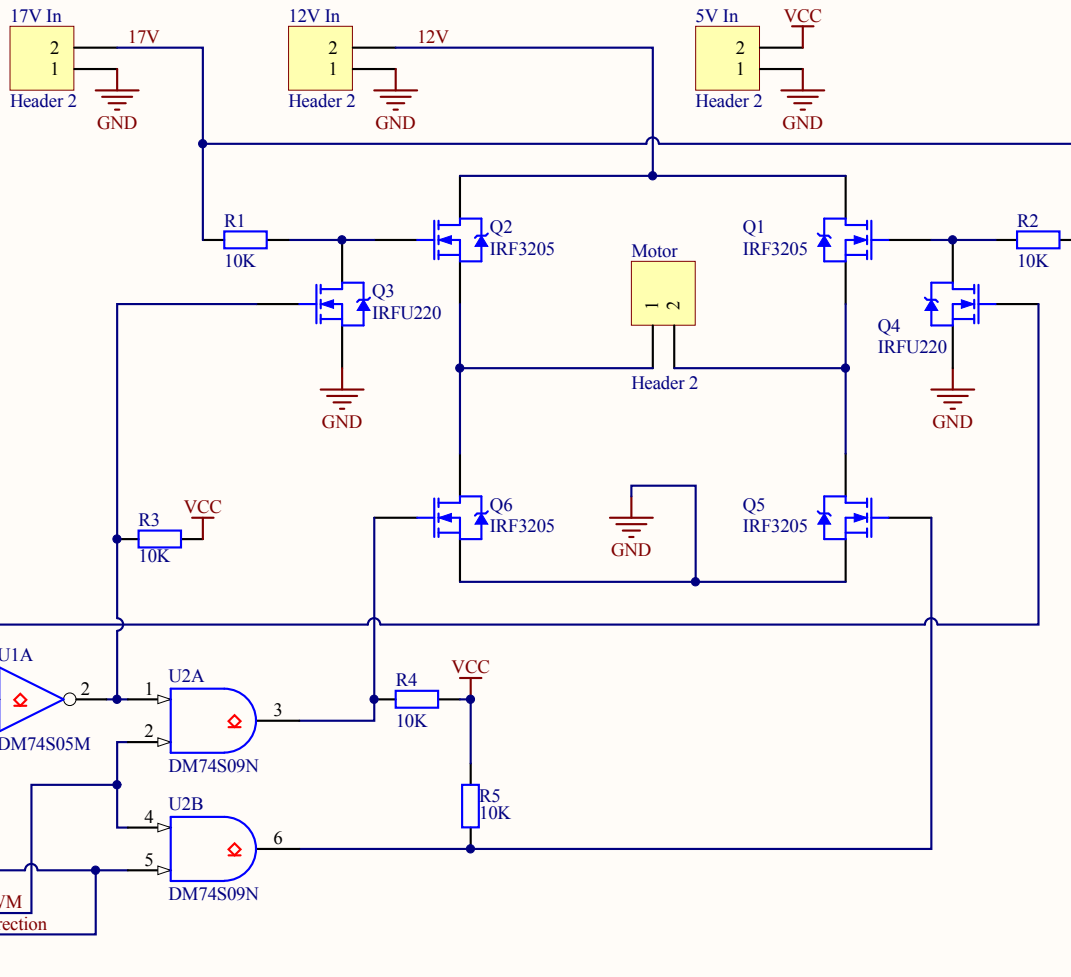 17V In
12V In
5V In
VCC
2
17V
2
12V
2
1
1
1
Header 2
Header 2
Header 2
GND
GND
GND
R1
10K
Q2
IRF3205
Q1
IRF3205
R2
10K
Motor
1
2
Header 2
Q3
IRFU220
Q4
IRFU220
GND
GND
VCC
R3
10K
Q6
IRF3205
Q5
IRF3205
GND
U1A
2
DM74S05M
U2A
1
2
3
DM74S09N
R4
10K
VCC
R5
10K
U2B
4
5
6
DM74S09N
VM
rection